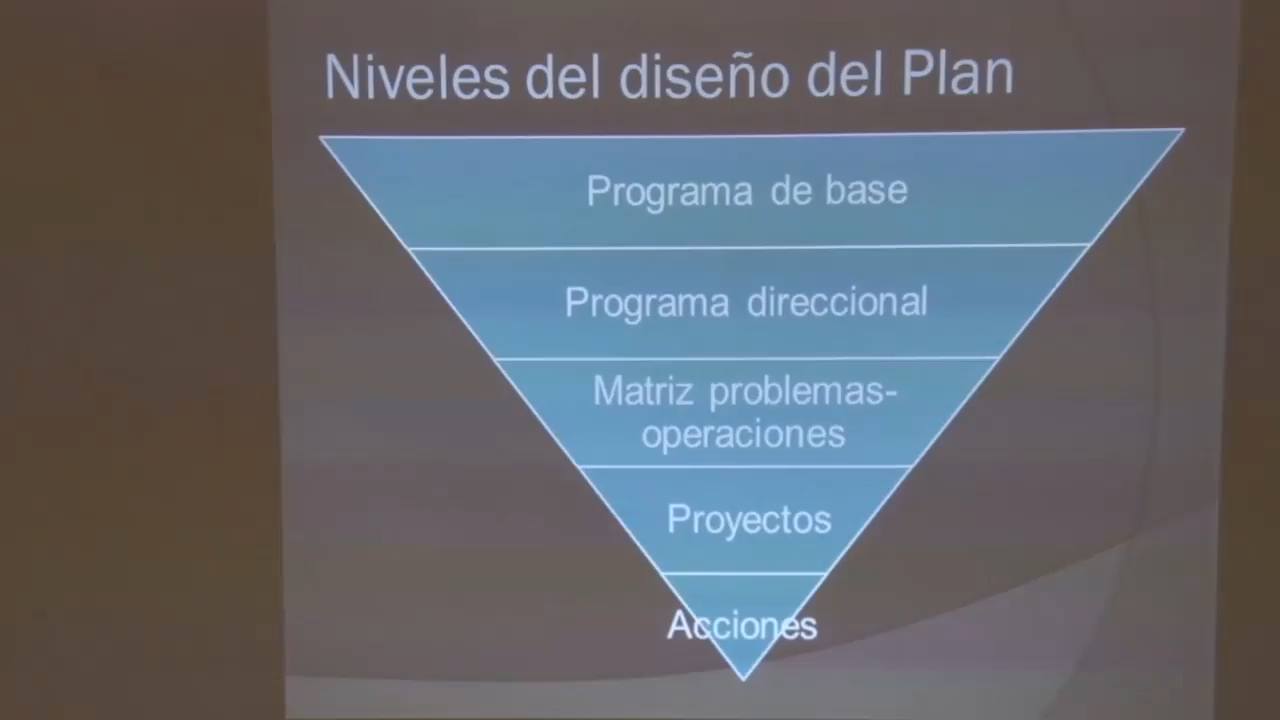 Niveles del diseño del Plan
Programa de base
Programa direccional
Matriz problemas-
operaciones
Proyectos
Acciones